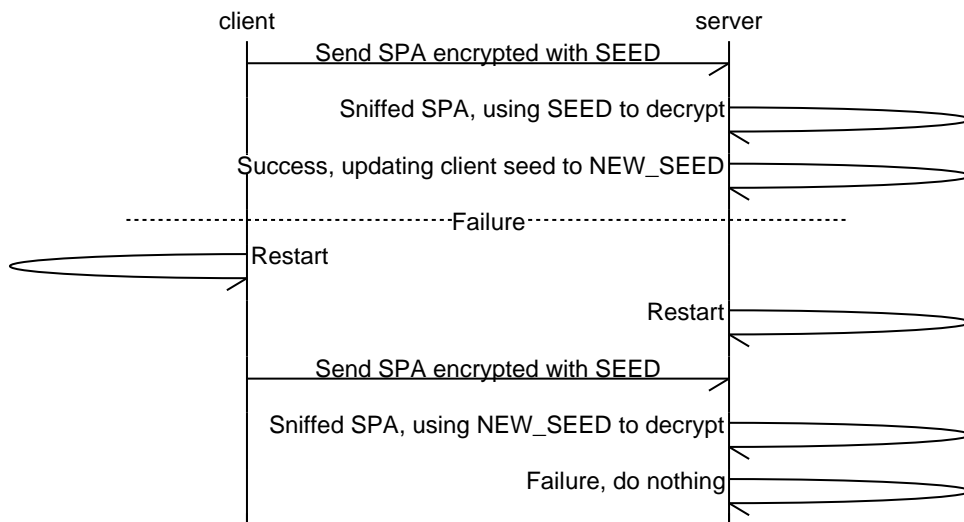 client
server
Send SPA encrypted with SEED
Sniffed SPA, using SEED to decrypt
Success, updating client seed to NEW_SEED
Failure
Restart
Restart
Send SPA encrypted with SEED
Sniffed SPA, using NEW_SEED to decrypt
Failure, do nothing